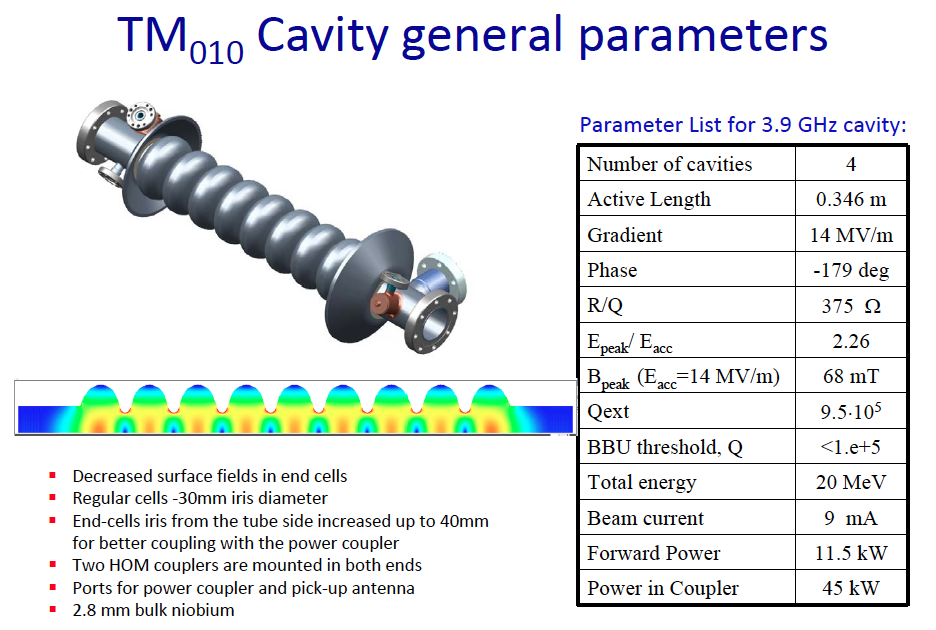 TM010 Cavity general parameters
Parameter List for 3.9 GHz cavity:
Number of cavities 4
Active Length 0.346 m
Gradient 14 MV/m
Phase -179 deg
R/Q 375 Ω
Epeak/ Eacc 2.26
Bpeak (Eacc=14 MV/m) 68 mT
Qext 9.5·10⁵
BBU threshold, Q <1.e+5
Total energy 20 MeV
Beam current 9 mA
Forward Power 11.5 kW
Power in Coupler 45 kW
▪ Decreased surface fields in end cells
▪ Regular cells -30mm iris diameter
▪ End-cells iris from the tube side increased up to 40mm
for better coupling with the power coupler
▪ Two HOM couplers are mounted in both ends
▪ Ports for power coupler and pick-up antenna
▪ 2.8 mm bulk niobium